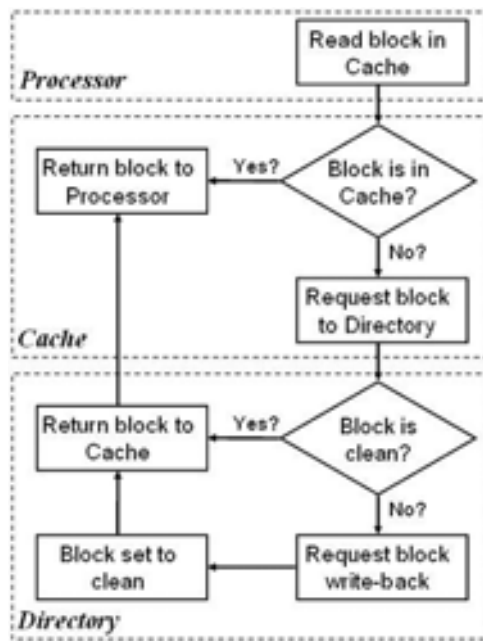 Read block in
Cache
Processor
Return block to
Processor
Yes?
Block is in
Cache?
No?
Request block
to Directory
Cache
Return block to
Cache
Yes?
Block is
clean?
No?
Block set to
clean
Request block
write-back
Directory